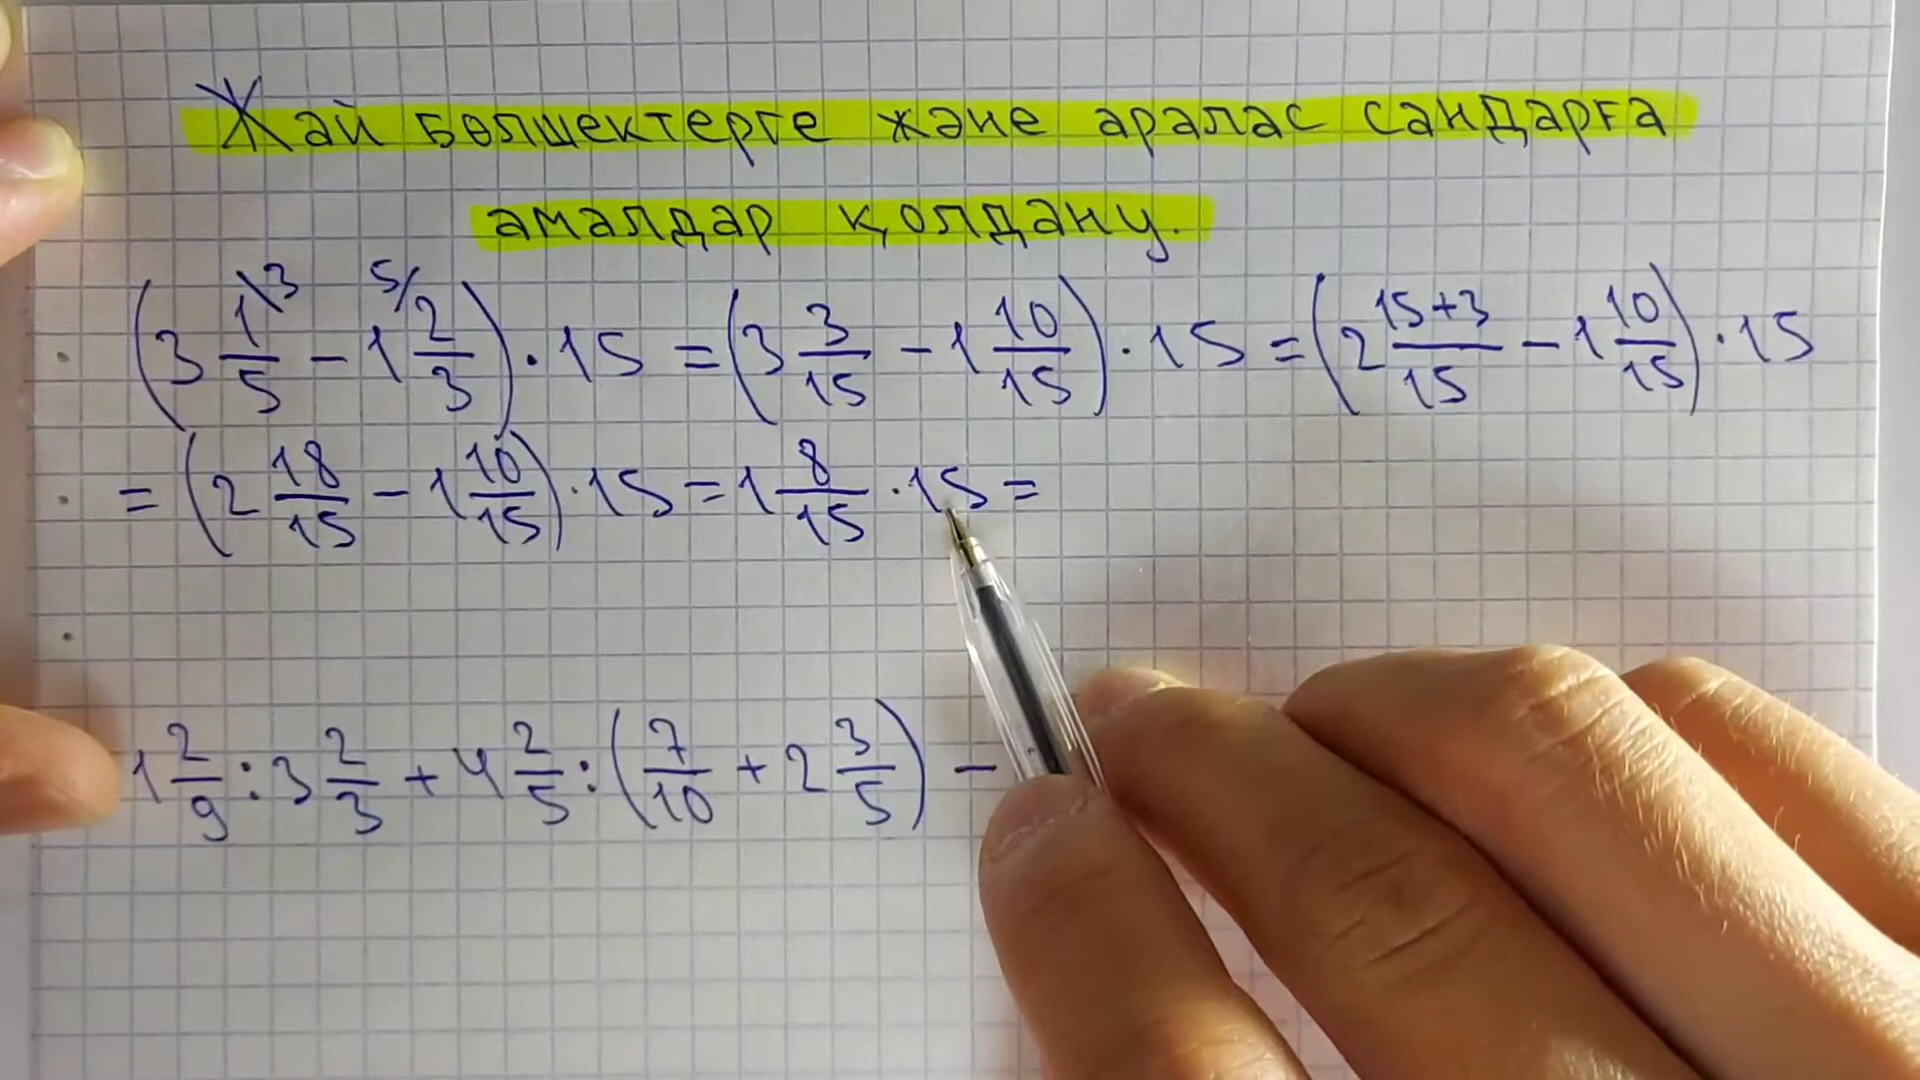 Жай бөлшектерге және аралас сандарға
амалдар қолдану.
(3 1\3/5 − 1 5/2/3) · 15 = (3 3/15 − 1 10/15) · 15 = (2 15+3/15 − 1 10/15) · 15
= (2 18/15 − 1 10/15) · 15 = 1 8/15 · 15 =
1 2/9 : 3 2/3 + 4 2/5 : (7/10 + 2 3/5) −